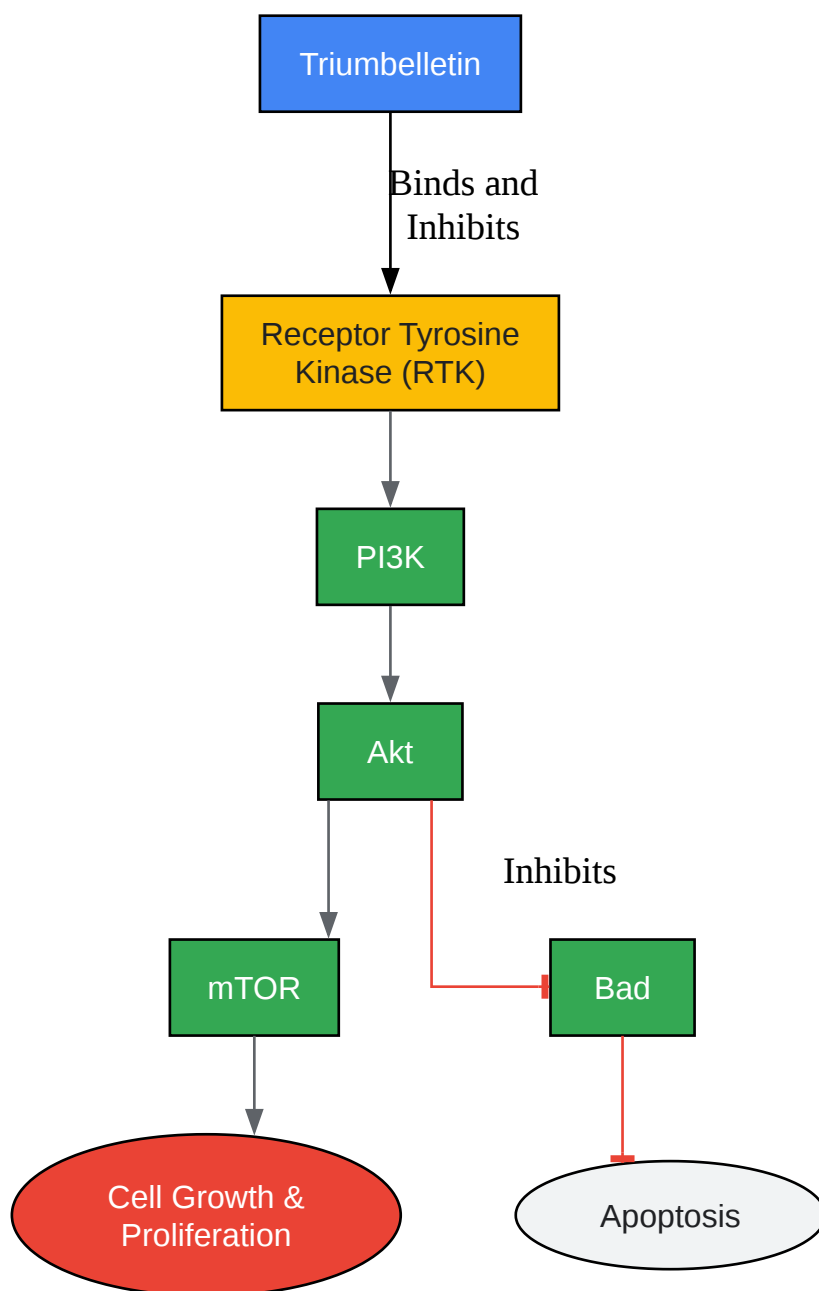 Triumbelletin
Binds and
Inhibits
Receptor Tyrosine
Kinase (RTK)
PI3K
Akt
Inhibits
mTOR
Bad
Cell Growth &
Proliferation
Apoptosis